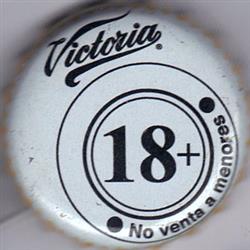 Victoria®
18+
No venta a menores